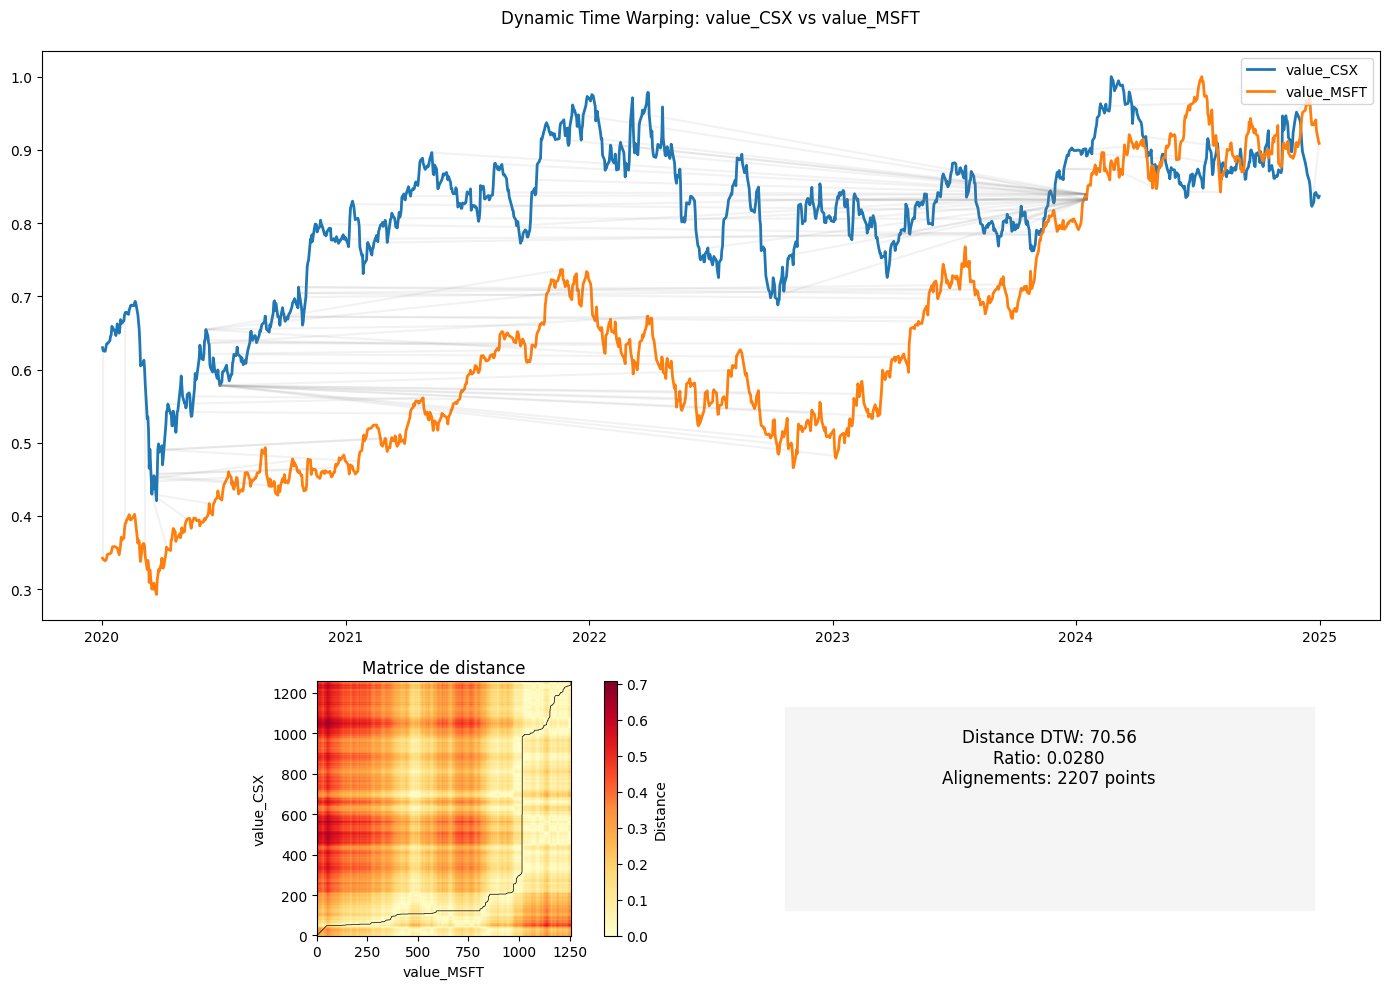 Dynamic Time Warping: value_CSX vs value_MSFT
value_CSX
value_MSFT
1.0
0.9
0.8
0.7
0.6
0.5
0.4
0.3
2020 2021 2022 2023 2024 2025
Matrice de distance
value_CSX
1200
1000
800
600
400
200
0
0 250 500 750 1000 1250
value_MSFT
0.7
0.6
0.5
0.4
0.3
0.2
0.1
0.0
Distance
Distance DTW: 70.56
Ratio: 0.0280
Alignements: 2207 points